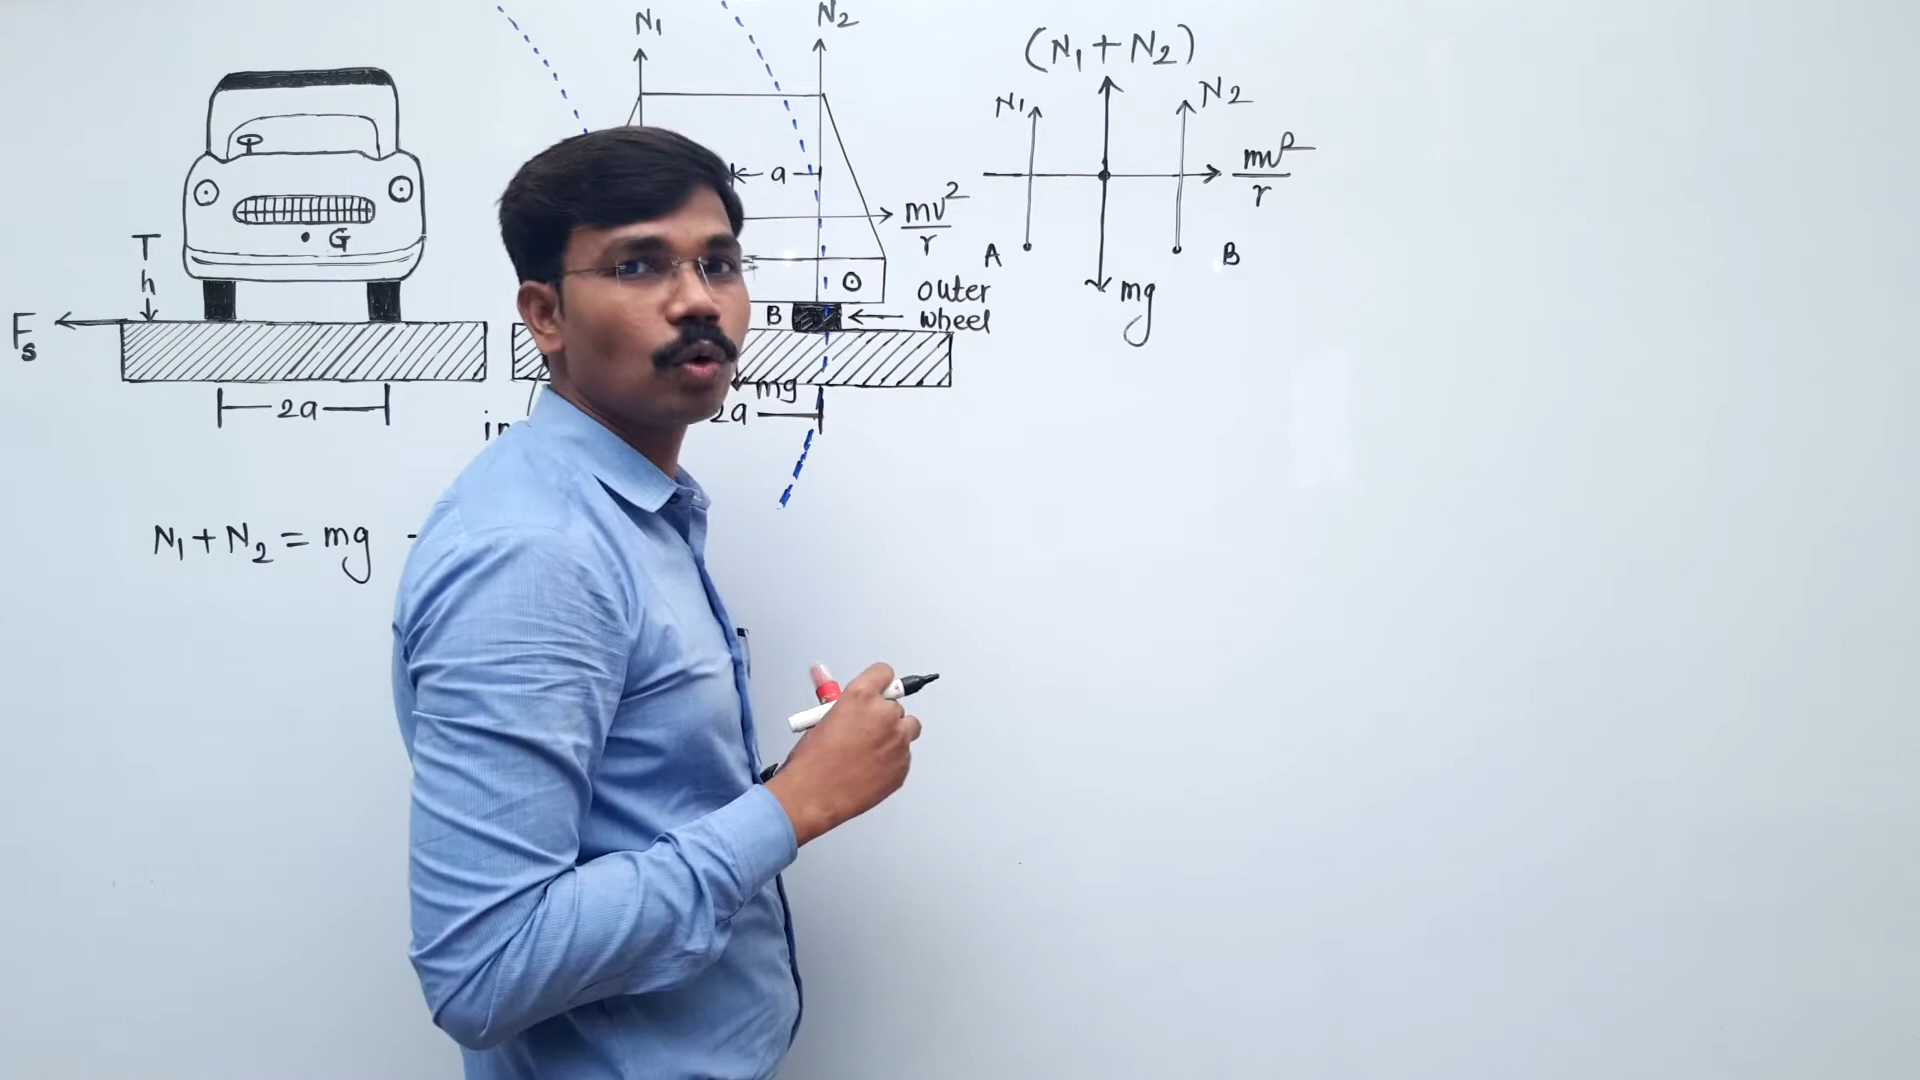 N₁
N₂
(N₁ + N₂)
N₁
N₂
mv²/r
a
mv²/r
G
T
h
A
B
mg
B
outer
wheel
Fs
mg
2a
2a
N₁ + N₂ = mg